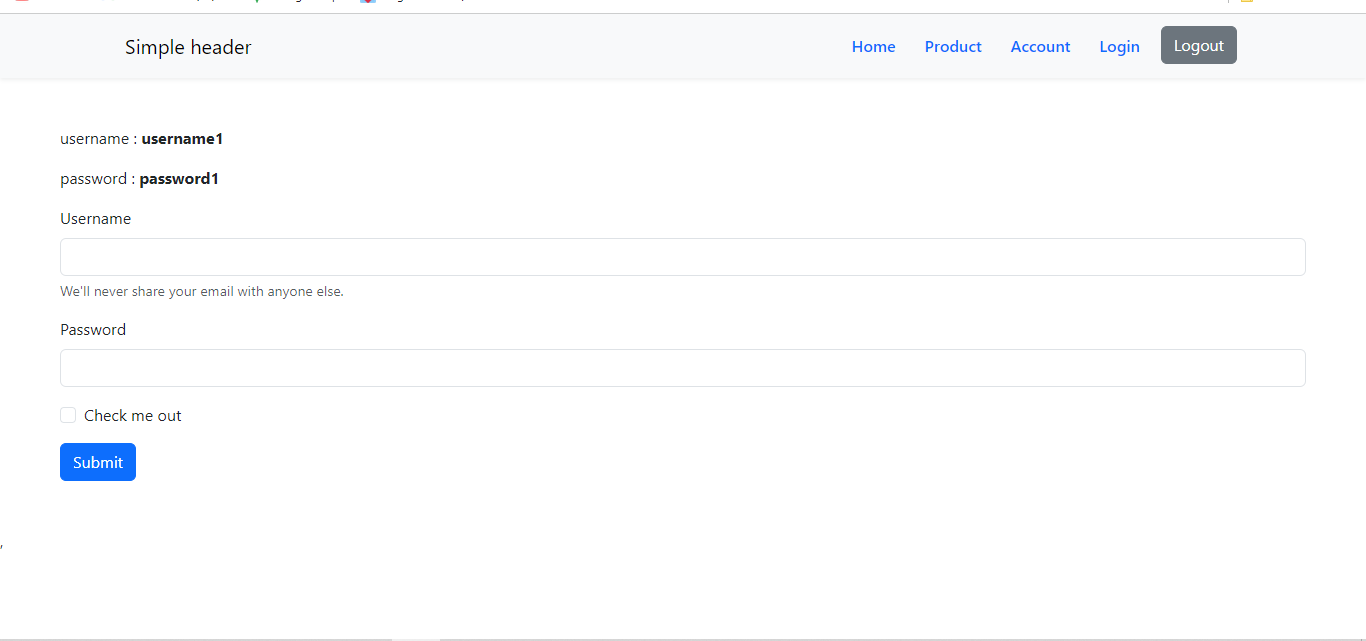 Simple header
Home Product Account Login Logout
username : username1
password : password1
Username
We'll never share your email with anyone else.
Password
Check me out
Submit
,